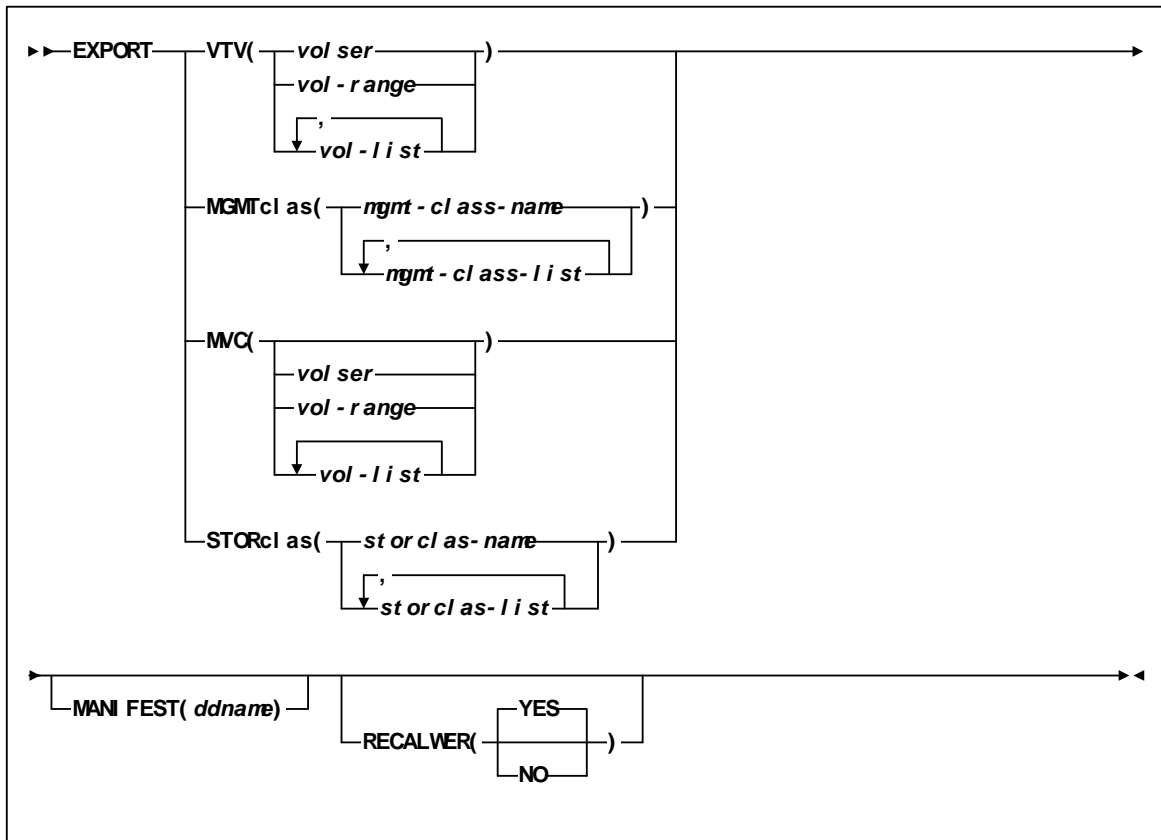 EXPORT VTV( volser )
vol-range
,
vol-list
MGMTclas( mgmt-class-name )
,
mgmt-class-list
MVC( )
volser
vol-range
vol-list
STORclas( storclas-name )
,
storclas-list
MANIFEST( ddname)
YES
RECALWER( )
NO